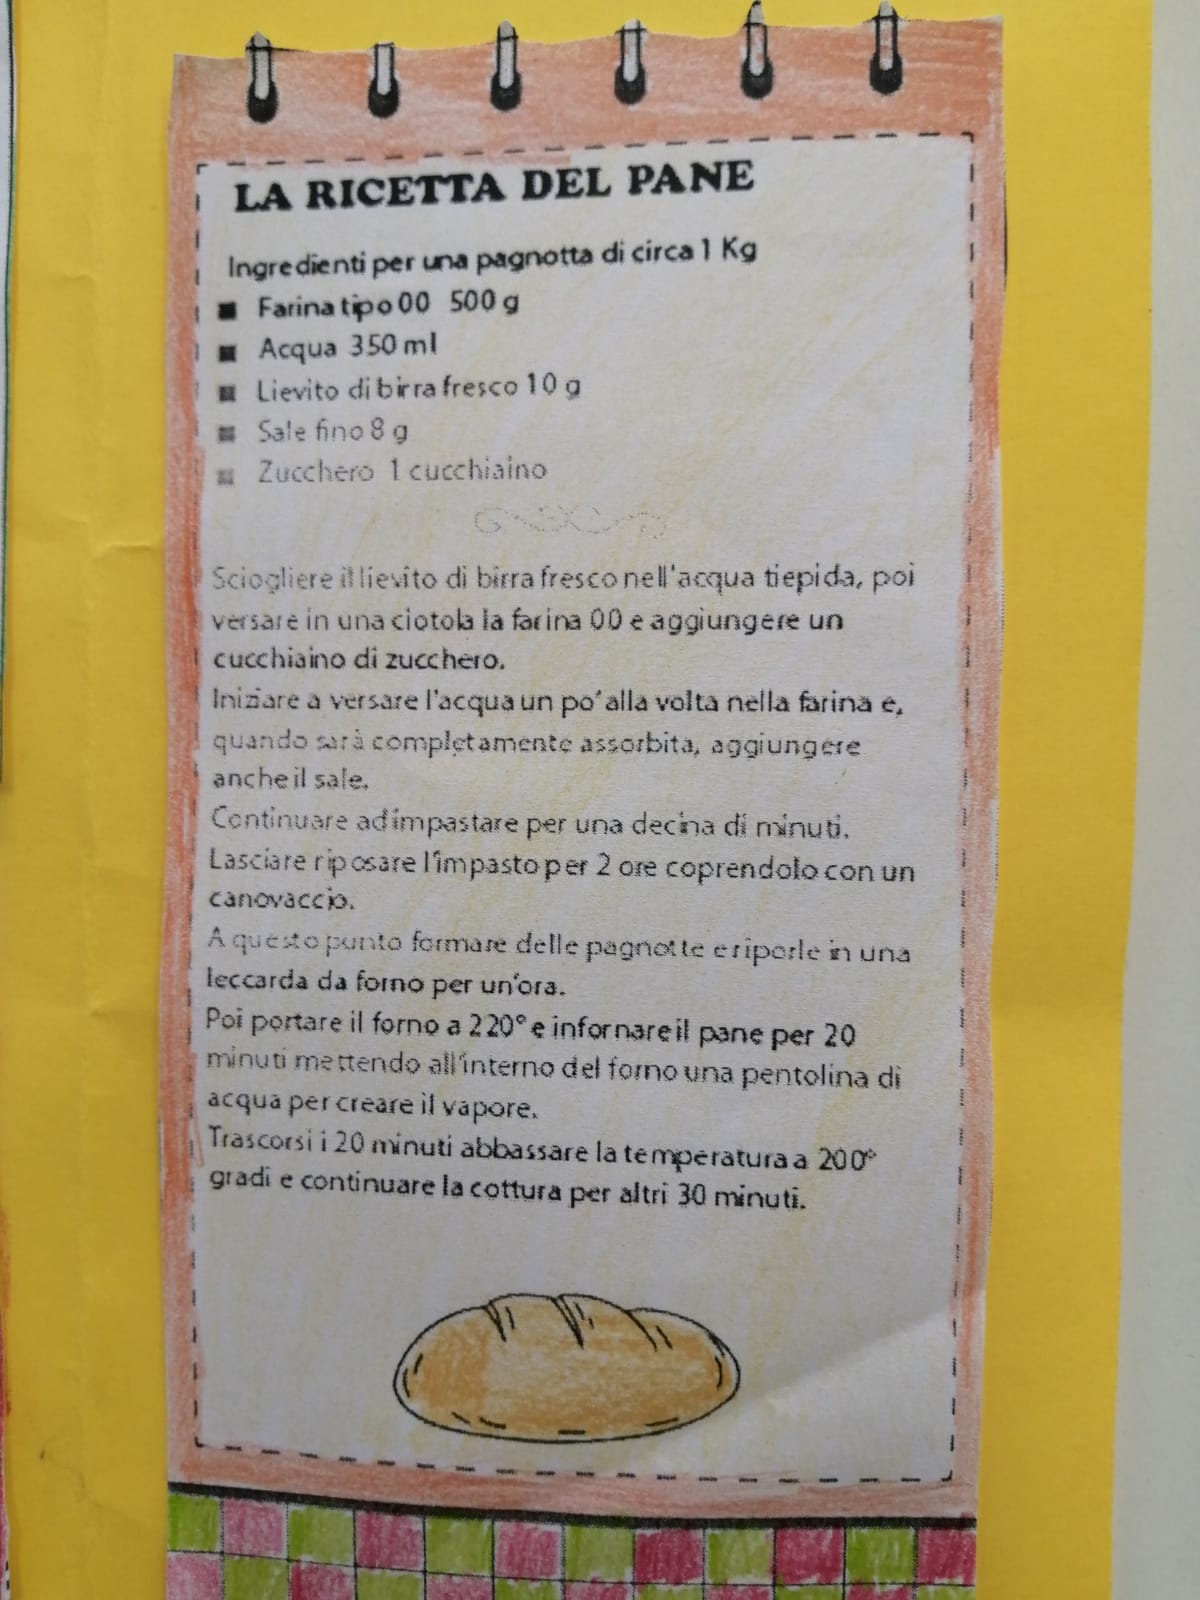 LA RICETTA DEL PANE
Ingredienti per una pagnotta di circa 1 Kg
Farina tipo 00 500 g
Acqua 350 ml
Lievito di birra fresco 10 g
Sale fino 8 g
Zucchero 1 cucchiaino
Sciogliere il lievito di birra fresco nell'acqua tiepida, poi
versare in una ciotola la farina 00 e aggiungere un
cucchiaino di zucchero.
Iniziare a versare l'acqua un po' alla volta nella farina e,
quando sarà completamente assorbita, aggiungere
anche il sale.
Continuare ad impastare per una decina di minuti.
Lasciare riposare l'impasto per 2 ore coprendolo con un
canovaccio.
A questo punto formare delle pagnotte e riporle in una
leccarda da forno per un'ora.
Poi portare il forno a 220° e infornare il pane per 20
minuti mettendo all'interno del forno una pentolina di
acqua per creare il vapore.
Trascorsi i 20 minuti abbassare la temperatura a 200°
gradi e continuare la cottura per altri 30 minuti.